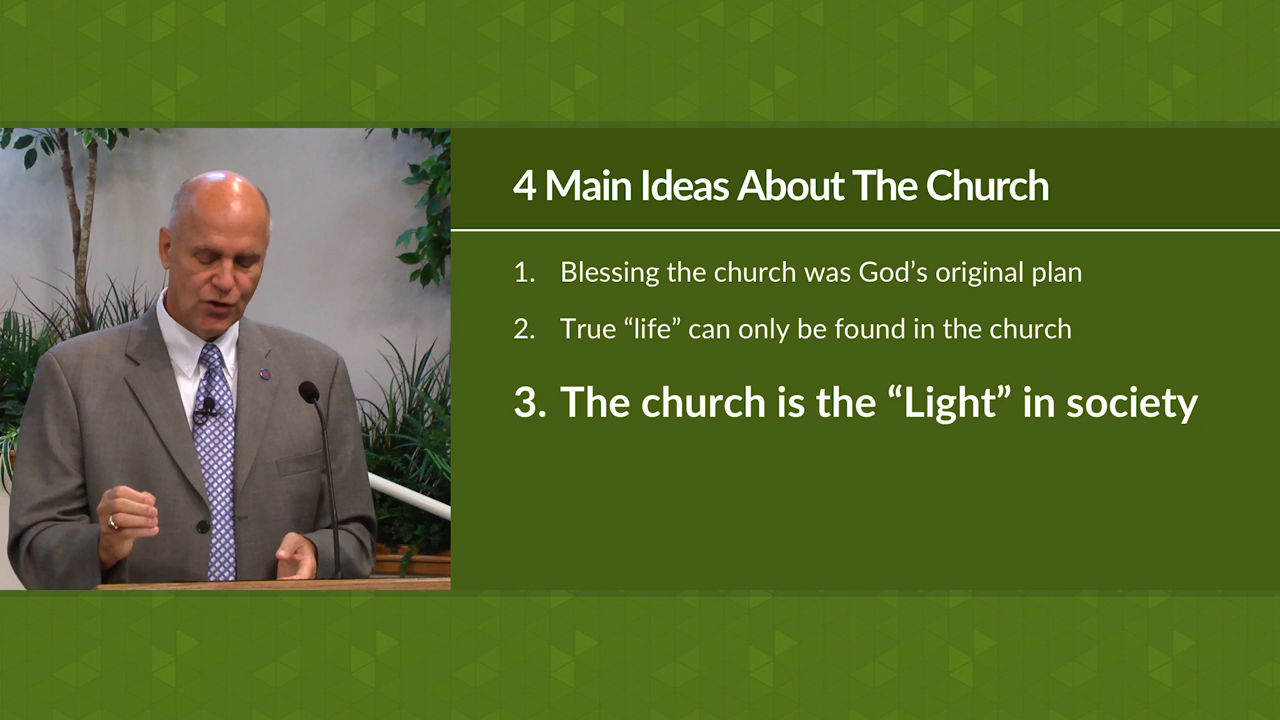 4 Main Ideas About The Church
1. Blessing the church was God’s original plan
2. True “life” can only be found in the church
3. The church is the “Light” in society